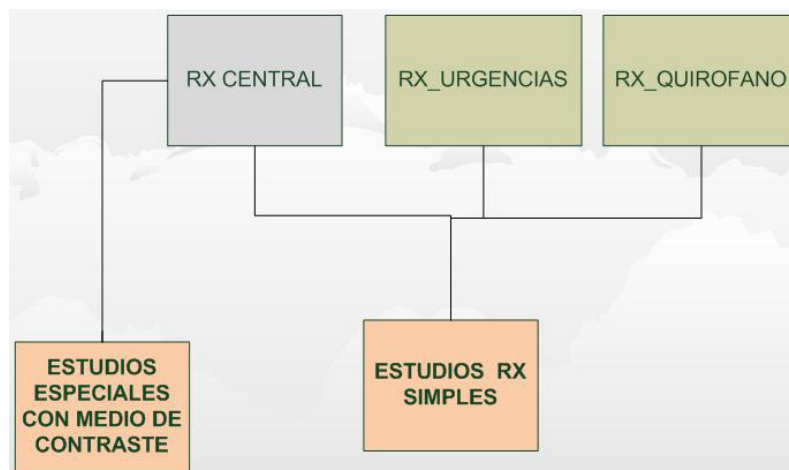 RX CENTRAL
RX_URGENCIAS
RX_QUIROFANO
ESTUDIOS
ESPECIALES
CON MEDIO DE
CONTRASTE
ESTUDIOS RX
SIMPLES